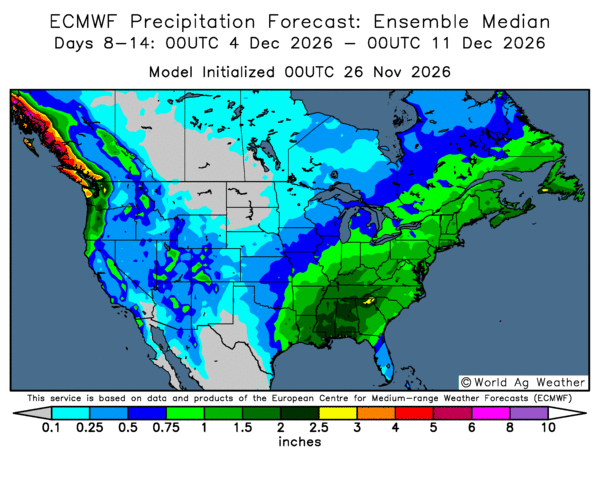 ECMWF Precipitation Forecast: Ensemble Median
Days 8-14: 00UTC 4 Dec 2026 - 00UTC 11 Dec 2026
Model Initialized 00UTC 26 Nov 2026
© World Ag Weather
This service is based on data and products of the European Centre for Medium-range Weather Forecasts (ECMWF)
0.1 0.25 0.5 0.75 1 1.5 2 2.5 3 4 5 6 8 10
inches